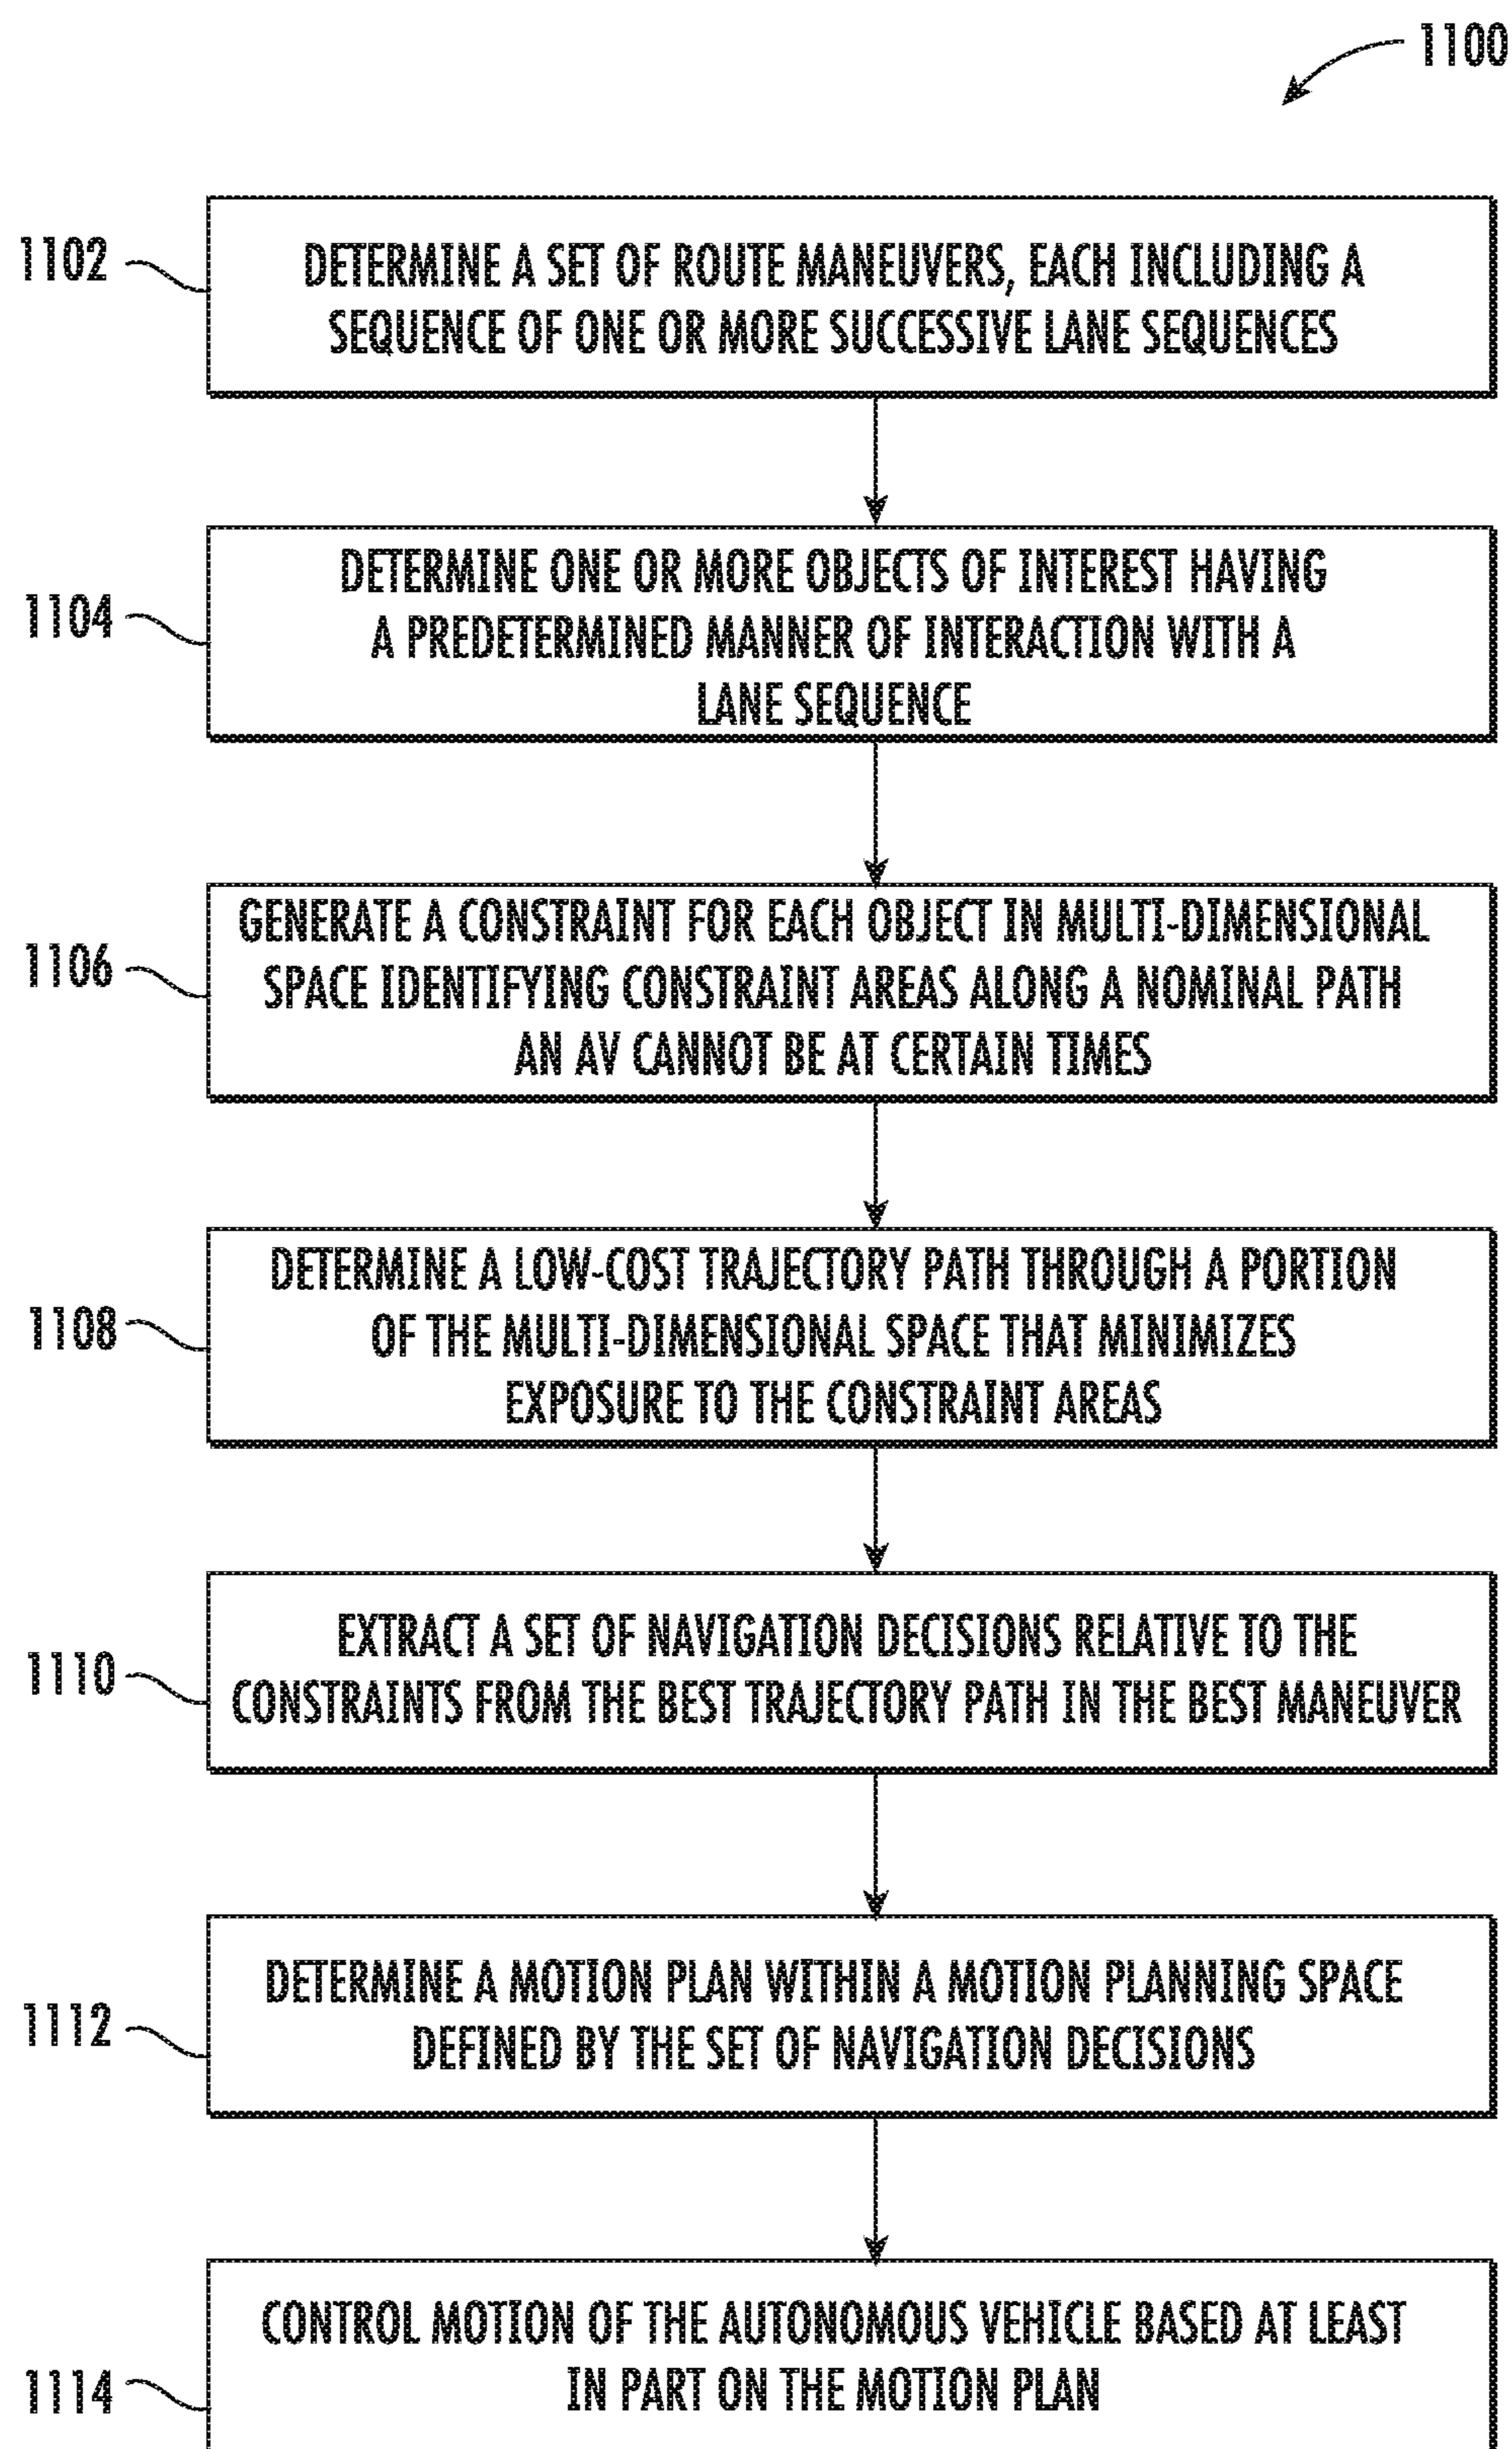 1100
1102
DETERMINE A SET OF ROUTE MANEUVERS, EACH INCLUDING A
SEQUENCE OF ONE OR MORE SUCCESSIVE LANE SEQUENCES
1104
DETERMINE ONE OR MORE OBJECTS OF INTEREST HAVING
A PREDETERMINED MANNER OF INTERACTION WITH A
LANE SEQUENCE
1106
GENERATE A CONSTRAINT FOR EACH OBJECT IN MULTI-DIMENSIONAL
SPACE IDENTIFYING CONSTRAINT AREAS ALONG A NOMINAL PATH
AN AV CANNOT BE AT CERTAIN TIMES
1108
DETERMINE A LOW-COST TRAJECTORY PATH THROUGH A PORTION
OF THE MULTI-DIMENSIONAL SPACE THAT MINIMIZES
EXPOSURE TO THE CONSTRAINT AREAS
1110
EXTRACT A SET OF NAVIGATION DECISIONS RELATIVE TO THE
CONSTRAINTS FROM THE BEST TRAJECTORY PATH IN THE BEST MANEUVER
1112
DETERMINE A MOTION PLAN WITHIN A MOTION PLANNING SPACE
DEFINED BY THE SET OF NAVIGATION DECISIONS
1114
CONTROL MOTION OF THE AUTONOMOUS VEHICLE BASED AT LEAST
IN PART ON THE MOTION PLAN